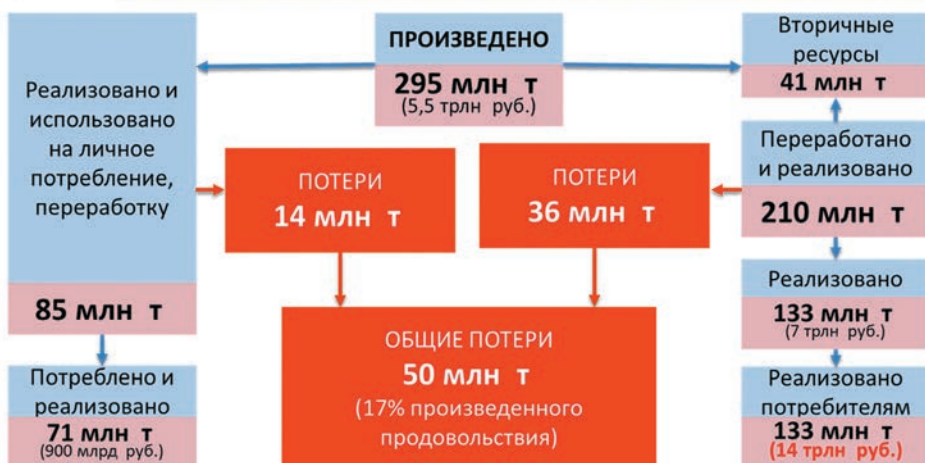 ПРОИЗВЕДЕНО
295 млн т
(5,5 трлн руб.)
Вторичные
ресурсы
41 млн т
Реализовано и
использовано
на личное
потребление,
переработку
85 млн т
Потреблено и
реализовано
71 млн т
(900 млрд руб.)
ПОТЕРИ
14 млн т
ПОТЕРИ
36 млн т
ОБЩИЕ ПОТЕРИ
50 млн т
(17% произведенного
продовольствия)
Переработано
и реализовано
210 млн т
Реализовано
133 млн т
(7 трлн руб.)
Реализовано
потребителям
133 млн т
(14 трлн руб.)